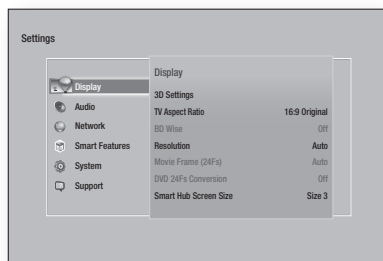 Settings
Display
Audio
Network
Smart Features
System
Support
Display
3D Settings
TV Aspect Ratio 16:9 Original
BD Wise Off
Resolution Auto
Movie Frame (24Fs) Auto
DVD 24Fs Conversion Off
Smart Hub Screen Size Size 3